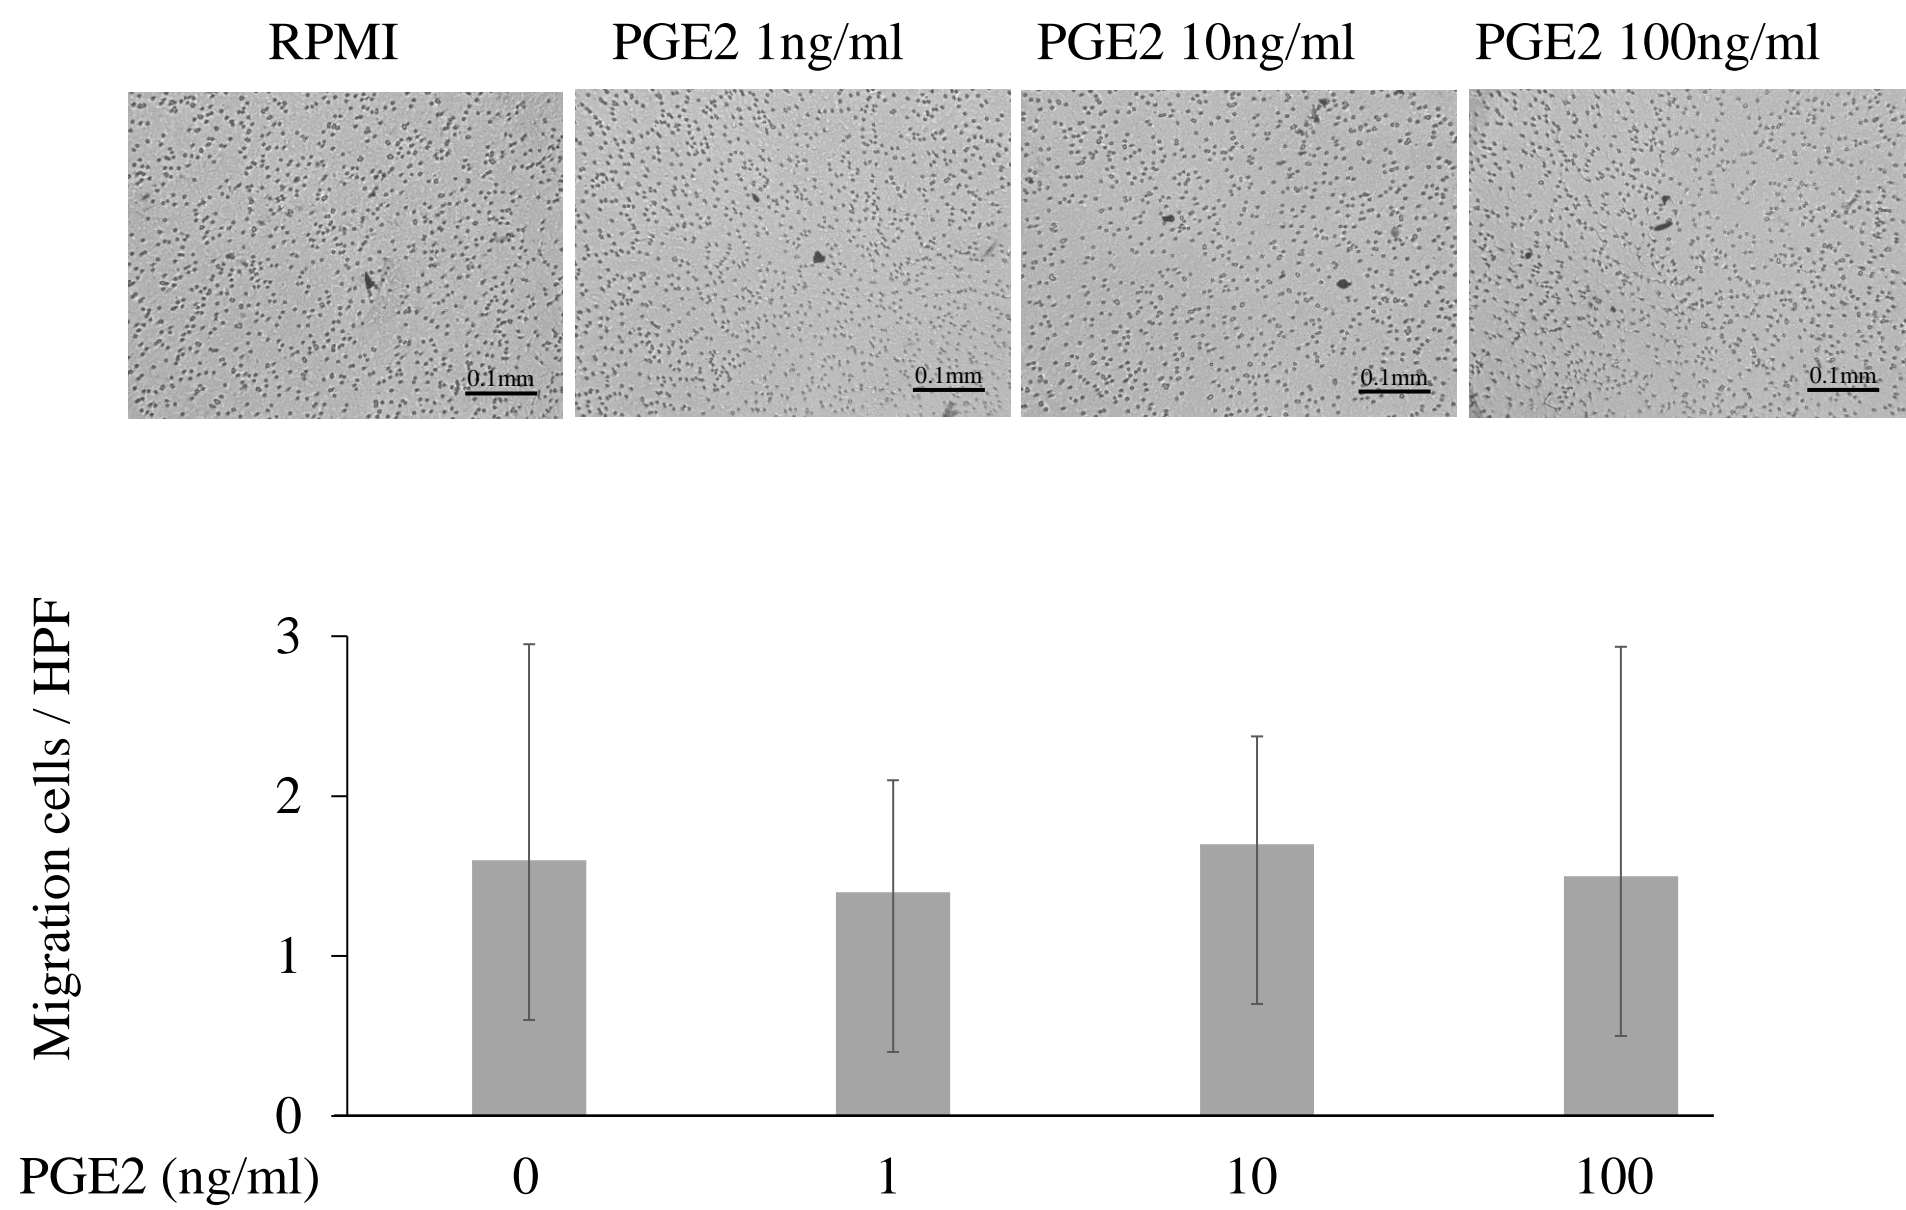 RPMI PGE2 1ng/ml PGE2 10ng/ml PGE2 100ng/ml
0.1mm 0.1mm 0.1mm 0.1mm
Migration cells / HPF
3
2
1
0
PGE2 (ng/ml) 0 1 10 100